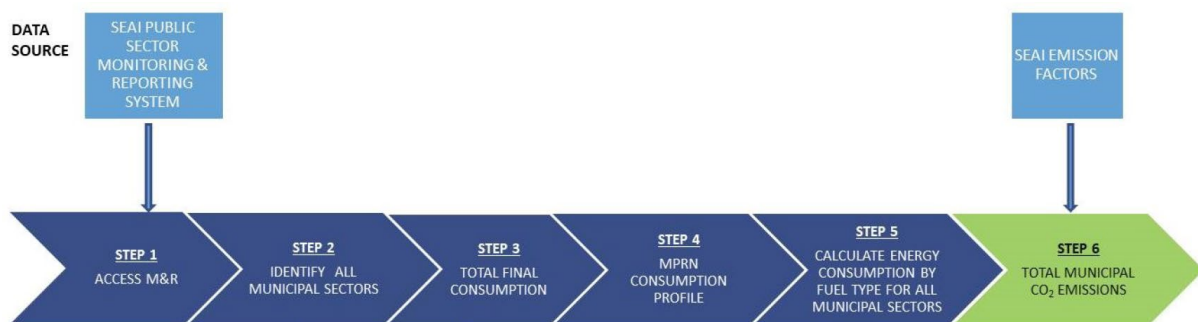 DATA
SOURCE
SEAI PUBLIC
SECTOR
MONITORING &
REPORTING
SYSTEM
SEAI EMISSION
FACTORS
STEP 1
ACCESS M&R
STEP 2
IDENTIFY ALL
MUNICIPAL SECTORS
STEP 3
TOTAL FINAL
CONSUMPTION
STEP 4
MPRN
CONSUMPTION
PROFILE
STEP 5
CALCULATE ENERGY
CONSUMPTION BY
FUEL TYPE FOR ALL
MUNICIPAL SECTORS
STEP 6
TOTAL MUNICIPAL
CO₂ EMISSIONS